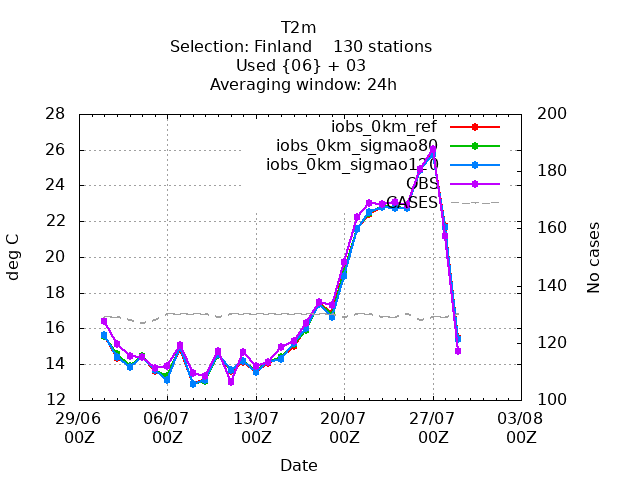 T2m
Selection: Finland    130 stations
Used {06} + 03
Averaging window: 24h
28
26
24
22
20
18
16
14
12
deg C
200
180
160
140
120
100
No cases
iobs_0km_ref
iobs_0km_sigmao80
iobs_0km_sigmao120
OBS
CASES
29/06 06/07 13/07 20/07 27/07 03/08
00Z 00Z 00Z 00Z 00Z 00Z
Date